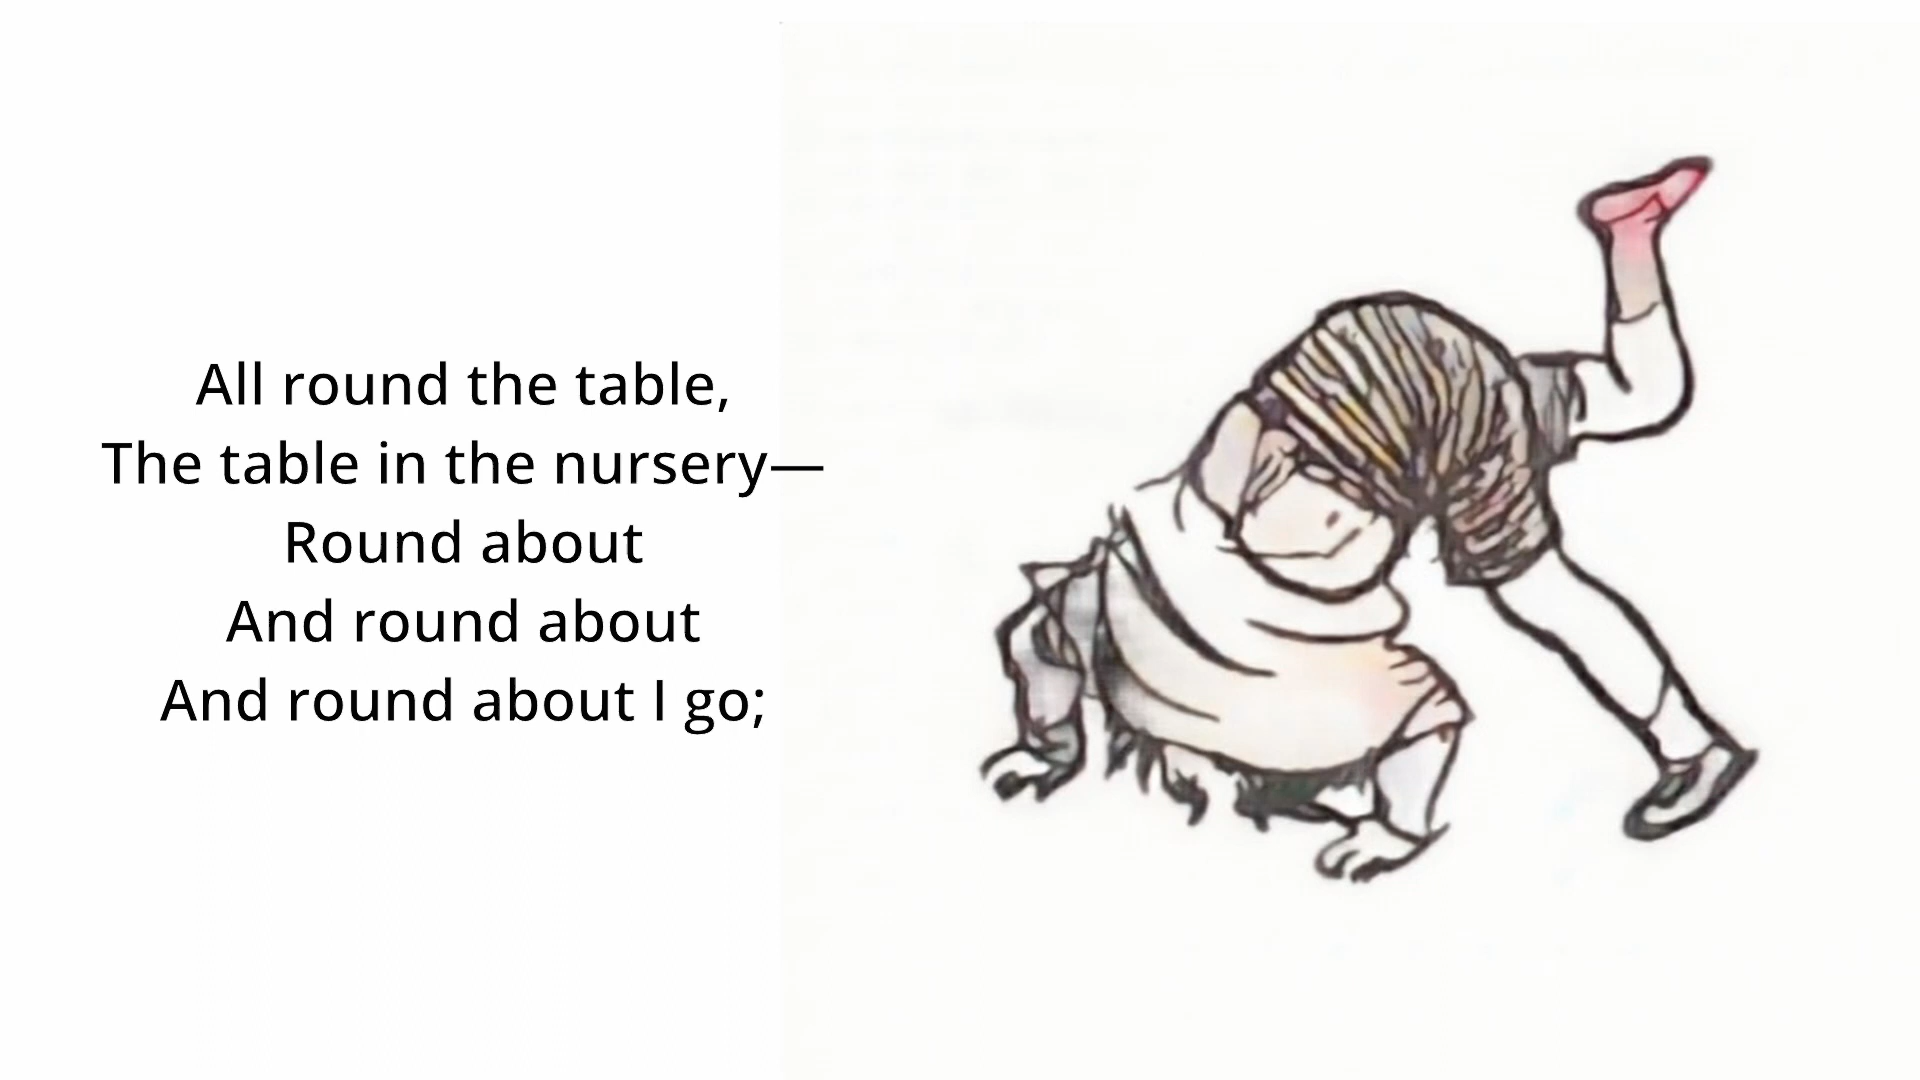 All round the table,
The table in the nursery—
Round about
And round about
And round about I go;